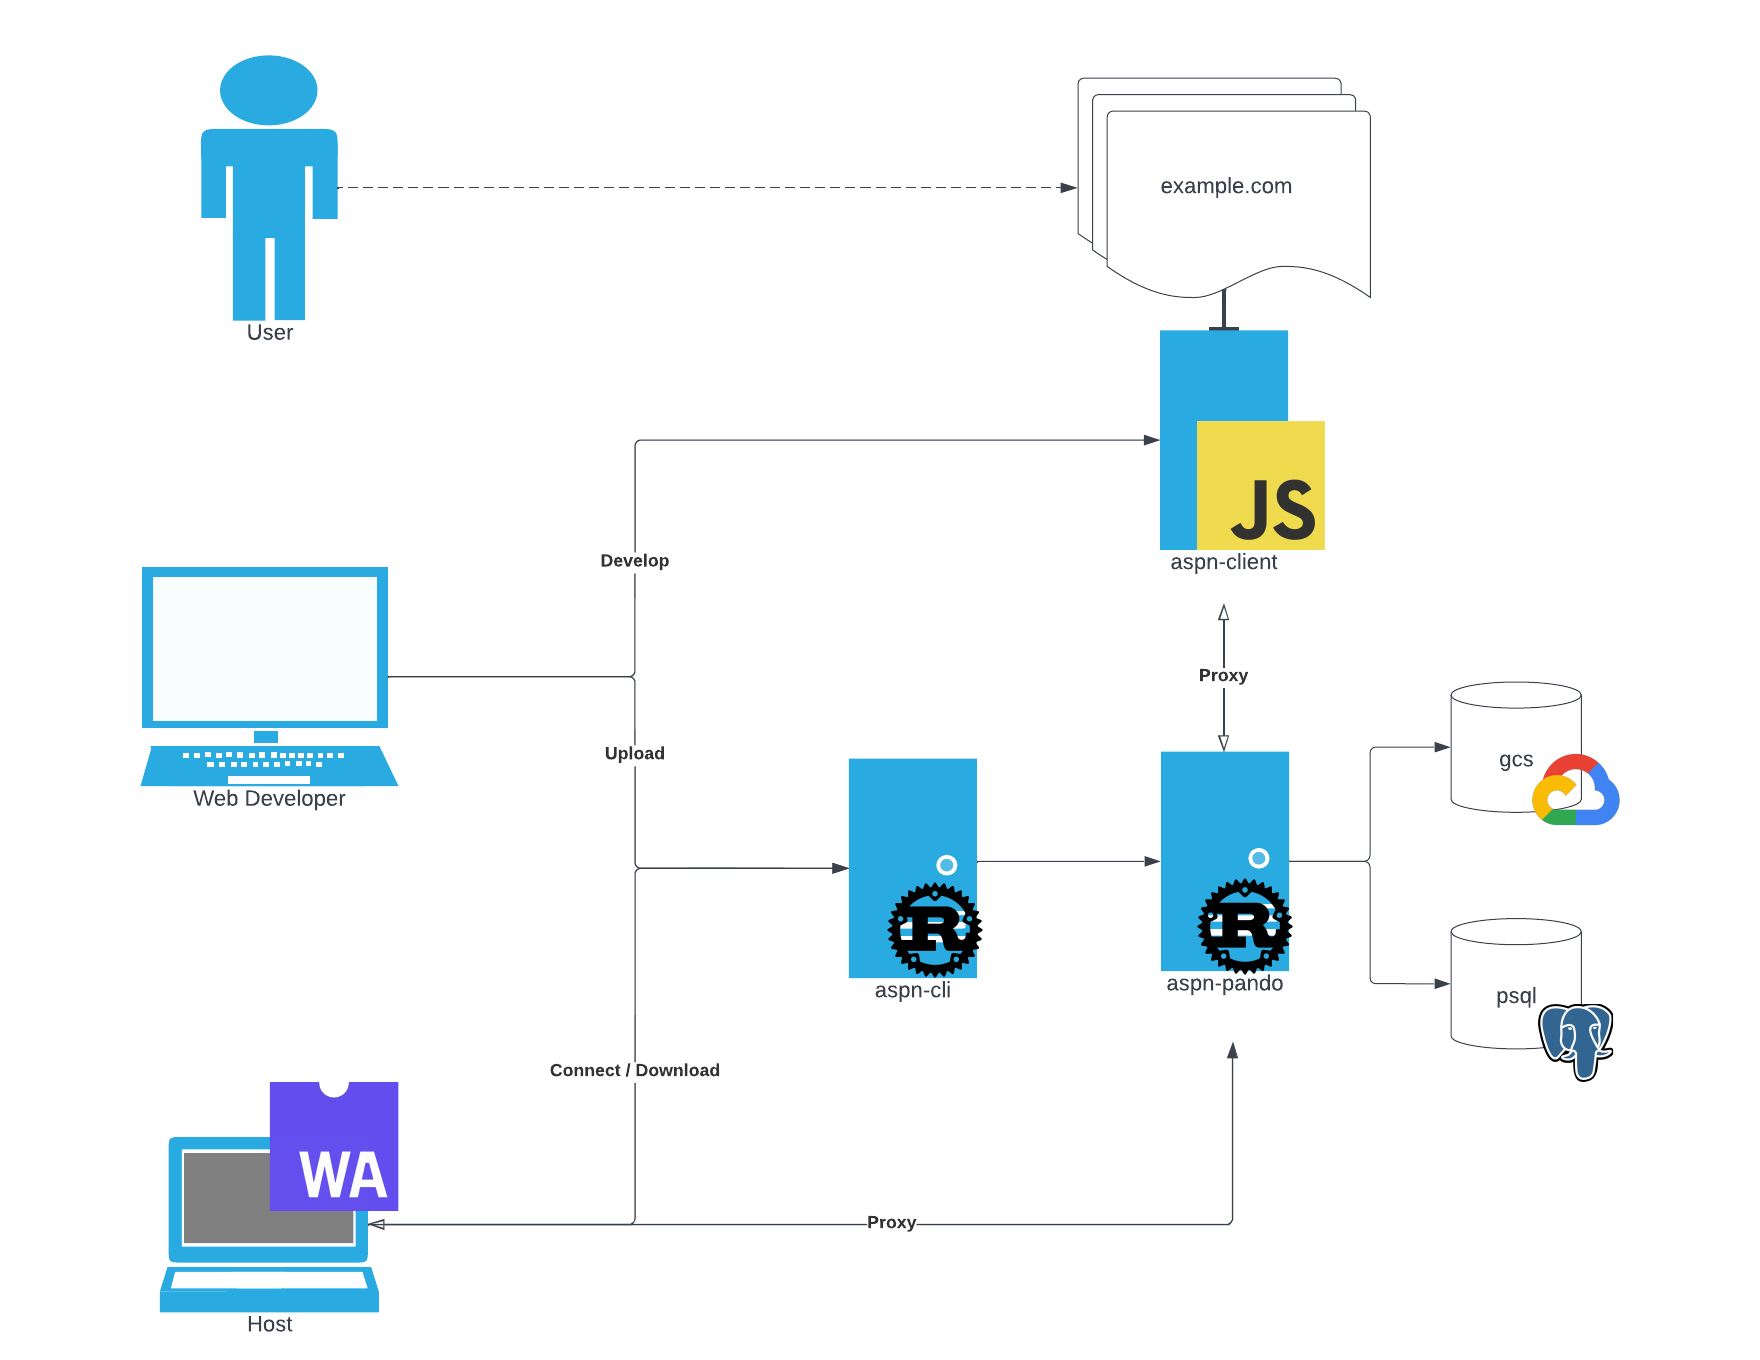 example.com
User
JS
aspn-client
Develop
Proxy
Upload
gcs
Web Developer
R
R
aspn-cli
aspn-pando
psql
Connect / Download
WA
Proxy
Host